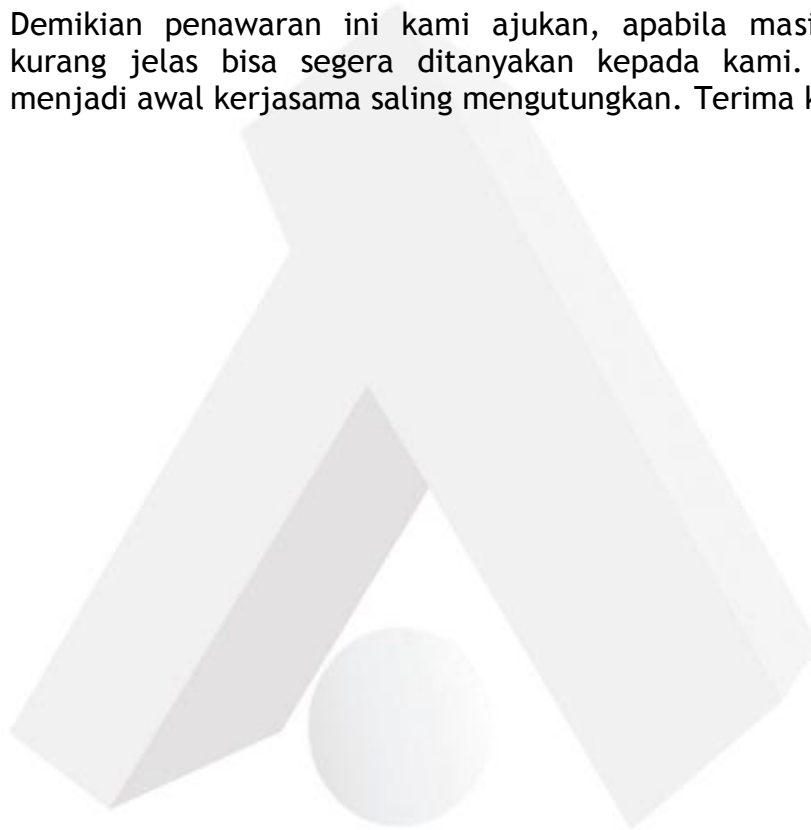 Demikian penawaran ini kami ajukan, apabila masi
kurang jelas bisa segera ditanyakan kepada kami.
menjadi awal kerjasama saling mengutungkan. Terima k